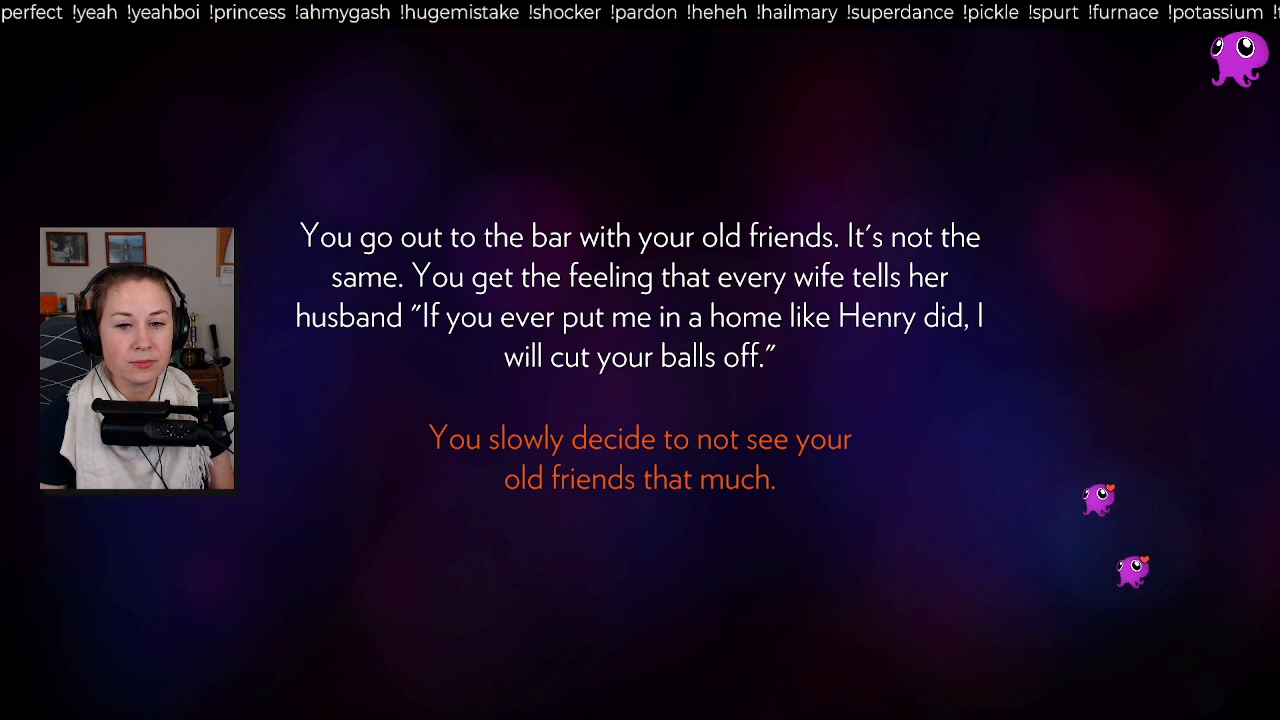 perfect !yeah !yeahboi !princess !ahmygash !hugemistake !shocker !pardon !heheh !hailmary !superdance !pickle !spurt !furnace !potassium
You go out to the bar with your old friends. It's not the
same. You get the feeling that every wife tells her
husband "If you ever put me in a home like Henry did, I
will cut your balls off."
You slowly decide to not see your
old friends that much.